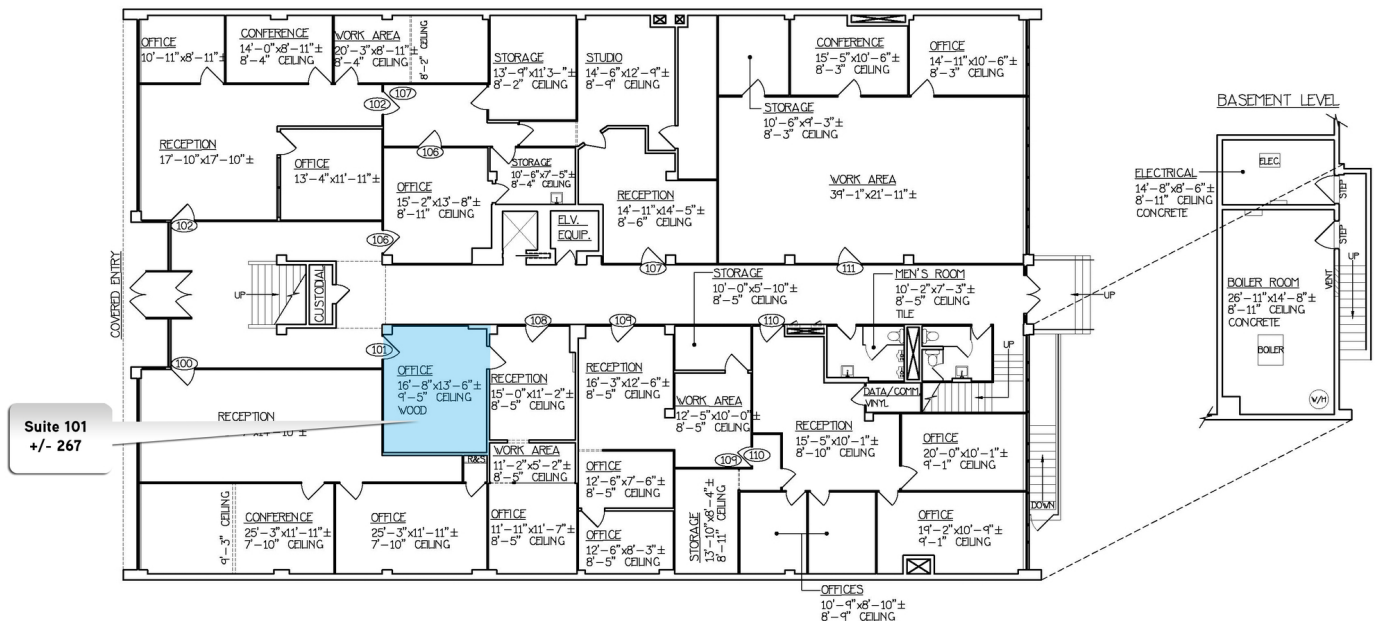 OFFICE
10'-11"x8'-11"±
CONFERENCE
14'-0"x8'-11"±
8'-4" CEILING
WORK AREA
20'-3"x8'-11"±
8'-4" CEILING
8'-2" CEILING
STORAGE
13'-9"x11'3-"±
8'-2" CEILING
STUDIO
14'-6"x12'-9"±
8'-9" CEILING
CONFERENCE
15'-5"x10'-6"±
8'-3" CEILING
OFFICE
14'-11"x10'-6"±
8'-3" CEILING
STORAGE
10'-6"x9'-3"±
8'-3" CEILING
102
107
RECEPTION
17'-10"x17'-10"±
OFFICE
13'-4"x11'-11"±
106
OFFICE
15'-2"x13'-8"±
8'-11" CEILING
STORAGE
10'-6"x7'-5"±
8'-4" CEILING
RECEPTION
14'-11"x14'-5"±
8'-6" CEILING
WORK AREA
39'-1"x21'-11"±
102
106
ELV.
EQUIP.
107
111
COVERED ENTRY
UP
CUSTODIAL
STORAGE
10'-0"x5'-10"±
8'-5" CEILING
MEN'S ROOM
10'-2"x7'-3"±
8'-5" CEILING
TILE
UP
100
101
108
109
110
UP
OFFICE
16'-8"x13'-6"±
9'-5" CEILING
WOOD
RECEPTION
15'-0"x11'-2"±
8'-5" CEILING
RECEPTION
16'-3"x12'-6"±
8'-5" CEILING
WORK AREA
12'-5"x10'-0"±
8'-5" CEILING
DATA/COMM.
VINYL
Suite 101
+/- 267
RECEPTION
R&S
WORK AREA
11'-2"x5'-2"±
8'-5" CEILING
RECEPTION
15'-5"x10'-1"±
8'-10" CEILING
OFFICE
20'-0"x10'-1"±
9'-1" CEILING
109
110
OFFICE
12'-6"x7'-6"±
8'-5" CEILING
9'-3" CEILING
CONFERENCE
25'-3"x11'-11"±
7'-10" CEILING
OFFICE
25'-3"x11'-11"±
7'-10" CEILING
OFFICE
11'-11"x11'-7"±
8'-5" CEILING
OFFICE
12'-6"x8'-3"±
8'-5" CEILING
STORAGE
13'-10"x8'-4"±
8'-11" CEILING
OFFICE
19'-2"x10'-9"±
9'-1" CEILING
DOWN
OFFICES
10'-9"x8'-10"±
8'-9" CEILING
BASEMENT LEVEL
ELEC.
ELECTRICAL
14'-8"x8'-6"±
8'-11" CEILING
CONCRETE
STEP
STEP
VENT
UP
BOILER ROOM
26'-11"x14'-8"±
8'-11" CEILING
CONCRETE
BOILER
W/H